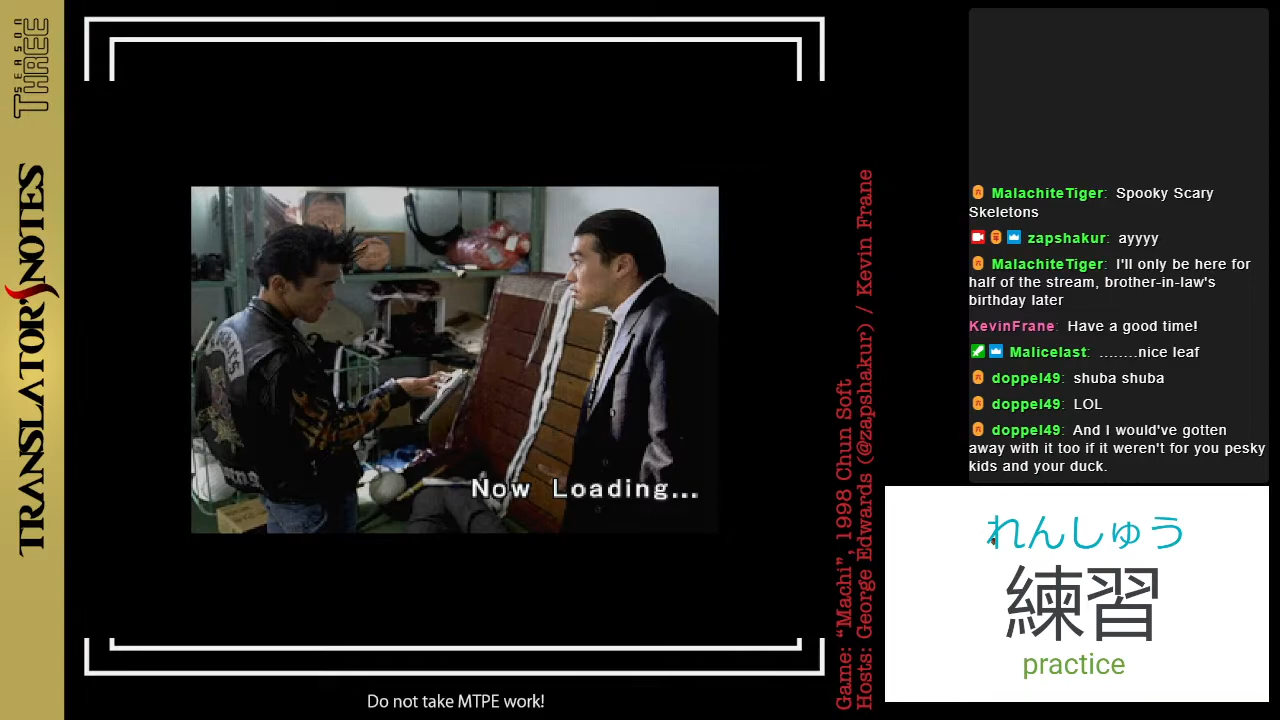 SEASON
THREE
TRANSLATOR NOTES
Now Loading...
Game: “Machi”, 1998 Chun Soft
Hosts: George Edwards (@zapshakur) / Kevin Frane
MalachiteTiger: Spooky Scary
Skeletons
zapshakur: ayyyy
MalachiteTiger: I'll only be here for
half of the stream, brother-in-law's
birthday later
KevinFrane: Have a good time!
Malicelast: ........nice leaf
doppel49: shuba shuba
doppel49: LOL
doppel49: And I would've gotten
away with it too if it weren't for you pesky
kids and your duck.
れんしゅう
練習
practice
Do not take MTPE work!